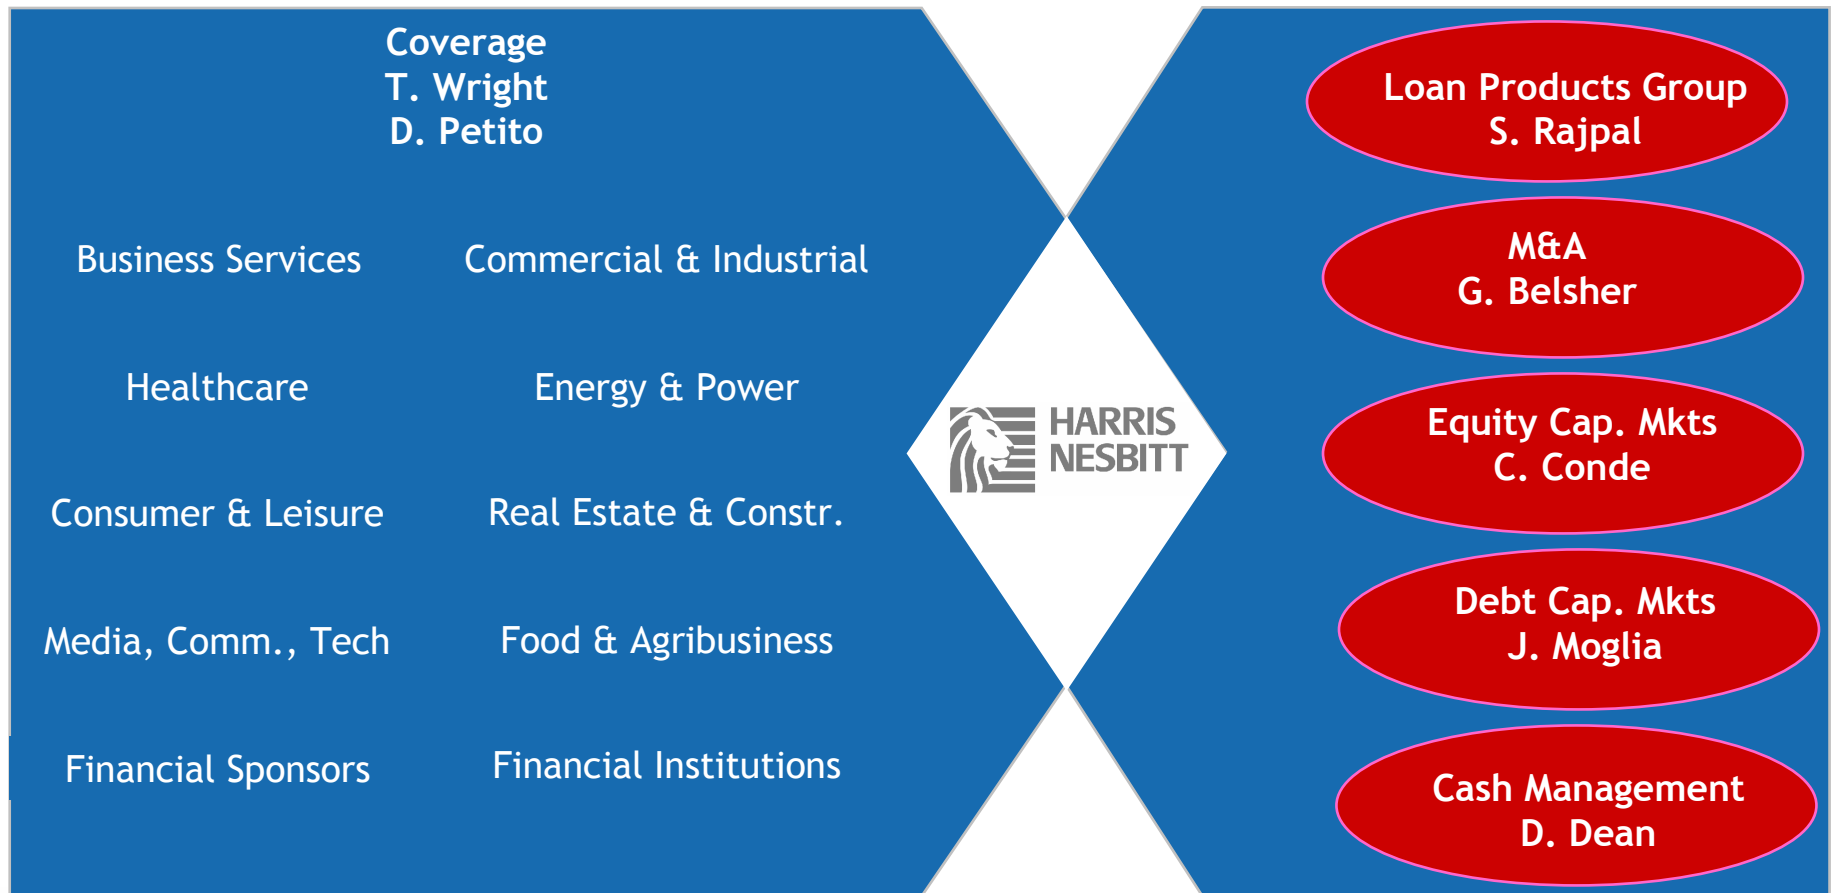 Coverage
T. Wright
D. Petito
Business Services
Commercial & Industrial
Healthcare
Energy & Power
Consumer & Leisure
Real Estate & Constr.
Media, Comm., Tech
Food & Agribusiness
Financial Sponsors
Financial Institutions
HARRIS
NESBITT
Loan Products Group
S. Rajpal
M&A
G. Belsher
Equity Cap. Mkts
C. Conde
Debt Cap. Mkts
J. Moglia
Cash Management
D. Dean